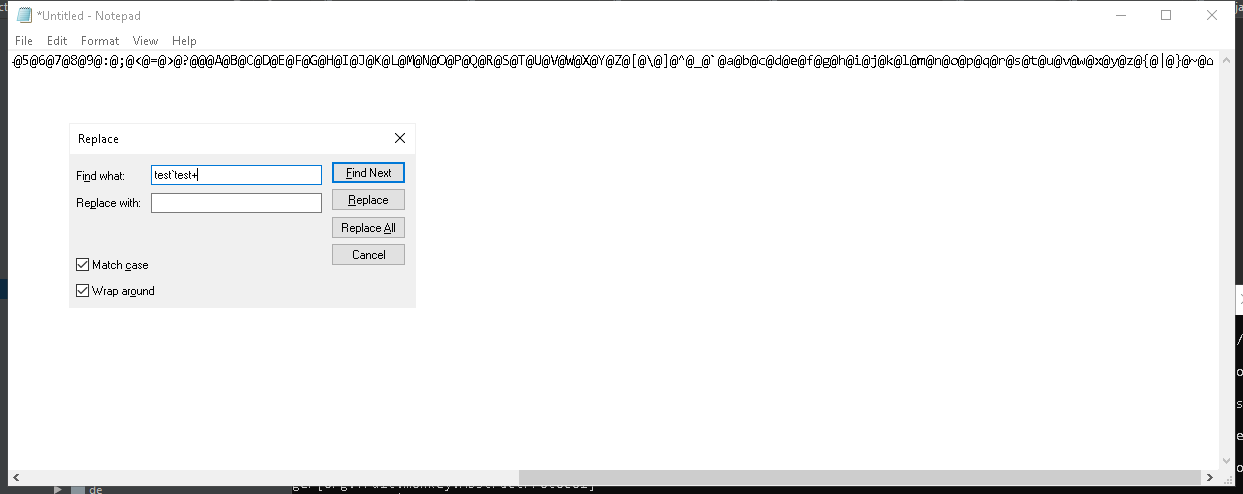 *Untitled - Notepad
File Edit Format View Help
@5@6@7@8@9@:@;@<@=@>@?@@@A@B@C@D@E@F@G@H@I@J@K@L@M@N@O@P@Q@R@S@T@U@V@W@X@Y@Z@[@\@]@^@_@`@a@b@c@d@e@f@g@h@i@j@k@l@m@n@o@p@q@r@s@t@u@v@w@x@y@z@{@|@}@~@⌂
Replace
Find what: test`test+ Find Next
Replace with: Replace
Replace All
Cancel
Match case
Wrap around
de